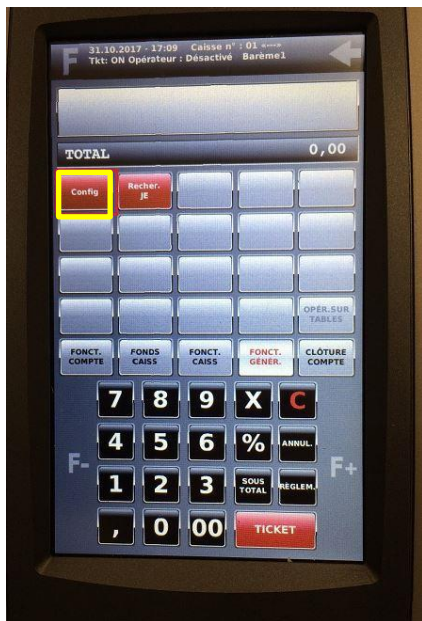 F 31.10.2017 - 17:09 Caisse n° : 01
Tkt: ON Opérateur : Désactivé Barème1
TOTAL 0,00
Config Recher. JE
OPÉR.SUR TABLES
FONCT. COMPTE FONDS CAISS FONCT. CAISS FONCT. GÉNÉR. CLÔTURE COMPTE
7 8 9 X C
4 5 6 % ANNUL.
F- F+
1 2 3 SOUS TOTAL RÈGLEM.
, 0 00 TICKET